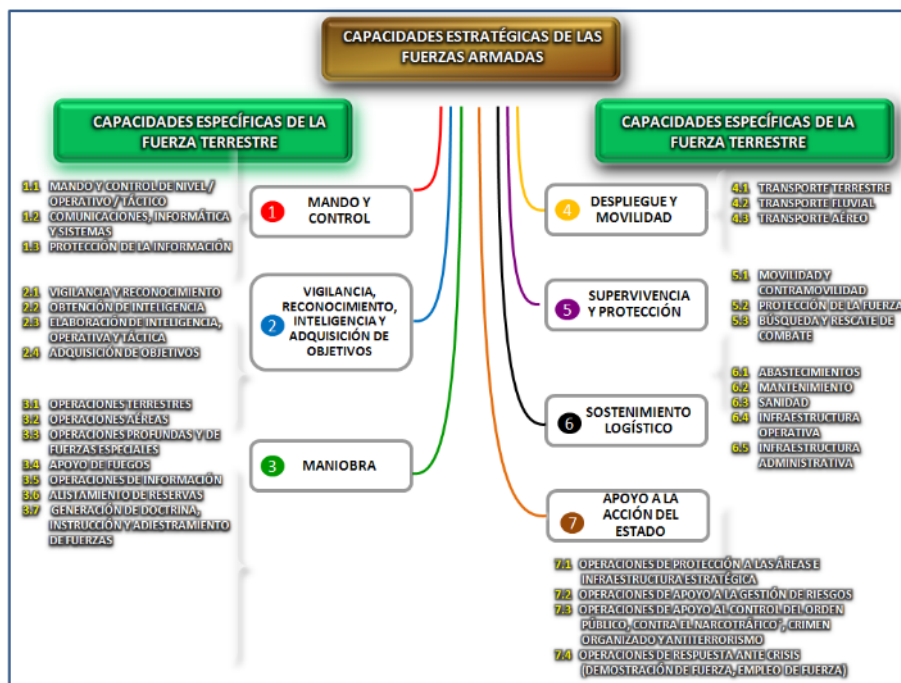 CAPACIDADES ESTRATÉGICAS DE LAS
FUERZAS ARMADAS
CAPACIDADES ESPECÍFICAS DE LA
FUERZA TERRESTRE
1.1 MANDO Y CONTROL DE NIVEL /
OPERATIVO / TÁCTICO
1.2 COMUNICACIONES, INFORMÁTICA
Y SISTEMAS
1.3 PROTECCIÓN DE LA INFORMACIÓN
1 MANDO Y
CONTROL
2.1 VIGILANCIA Y RECONOCIMIENTO
2.2 OBTENCIÓN DE INTELIGENCIA
2.3 ELABORACIÓN DE INTELIGENCIA,
OPERATIVA Y TÁCTICA
2.4 ADQUISICIÓN DE OBJETIVOS
2 VIGILANCIA,
RECONOCIMIENTO,
INTELIGENCIA Y
ADQUISICIÓN DE
OBJETIVOS
3.1 OPERACIONES TERRESTRES
3.2 OPERACIONES AÉREAS
3.3 OPERACIONES PROFUNDAS Y DE
FUERZAS ESPECIALES
3.4 APOYO DE FUEGOS
3.5 OPERACIONES DE INFORMACIÓN
3.6 ALISTAMIENTO DE RESERVAS
3.7 GENERACIÓN DE DOCTRINA,
INSTRUCCIÓN Y ADIESTRAMIENTO
DE FUERZAS
3 MANIOBRA
CAPACIDADES ESPECÍFICAS DE LA
FUERZA TERRESTRE
4 DESPLIEGUE Y
MOVILIDAD
4.1 TRANSPORTE TERRESTRE
4.2 TRANSPORTE FLUVIAL
4.3 TRANSPORTE AÉREO
5 SUPERVIVENCIA
Y PROTECCIÓN
5.1 MOVILIDAD Y
CONTRAMOVILIDAD
5.2 PROTECCIÓN DE LA FUERZA
5.3 BÚSQUEDA Y RESCATE DE
COMBATE
6 SOSTENIMIENTO
LOGÍSTICO
6.1 ABASTECIMIENTOS
6.2 MANTENIMIENTO
6.3 SANIDAD
6.4 INFRAESTRUCTURA
OPERATIVA
6.5 INFRAESTRUCTURA
ADMINISTRATIVA
7 APOYO A LA
ACCIÓN DEL
ESTADO
7.1 OPERACIONES DE PROTECCIÓN A LAS ÁREAS E
INFRAESTRUCTURA ESTRATÉGICA
7.2 OPERACIONES DE APOYO A LA GESTIÓN DE RIESGOS
7.3 OPERACIONES DE APOYO AL CONTROL DEL ORDEN
PÚBLICO, CONTRA EL NARCOTRÁFICO, CRIMEN
ORGANIZADO Y ANTITERRORISMO
7.4 OPERACIONES DE RESPUESTA ANTE CRISIS
(DEMOSTRACIÓN DE FUERZA, EMPLEO DE FUERZA)